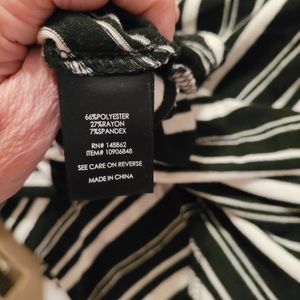 66%POLYESTER
27%RAYON
7%SPANDEX
RN# 148862
ITEM# 10906848
SEE CARE ON REVERSE
MADE IN CHINA